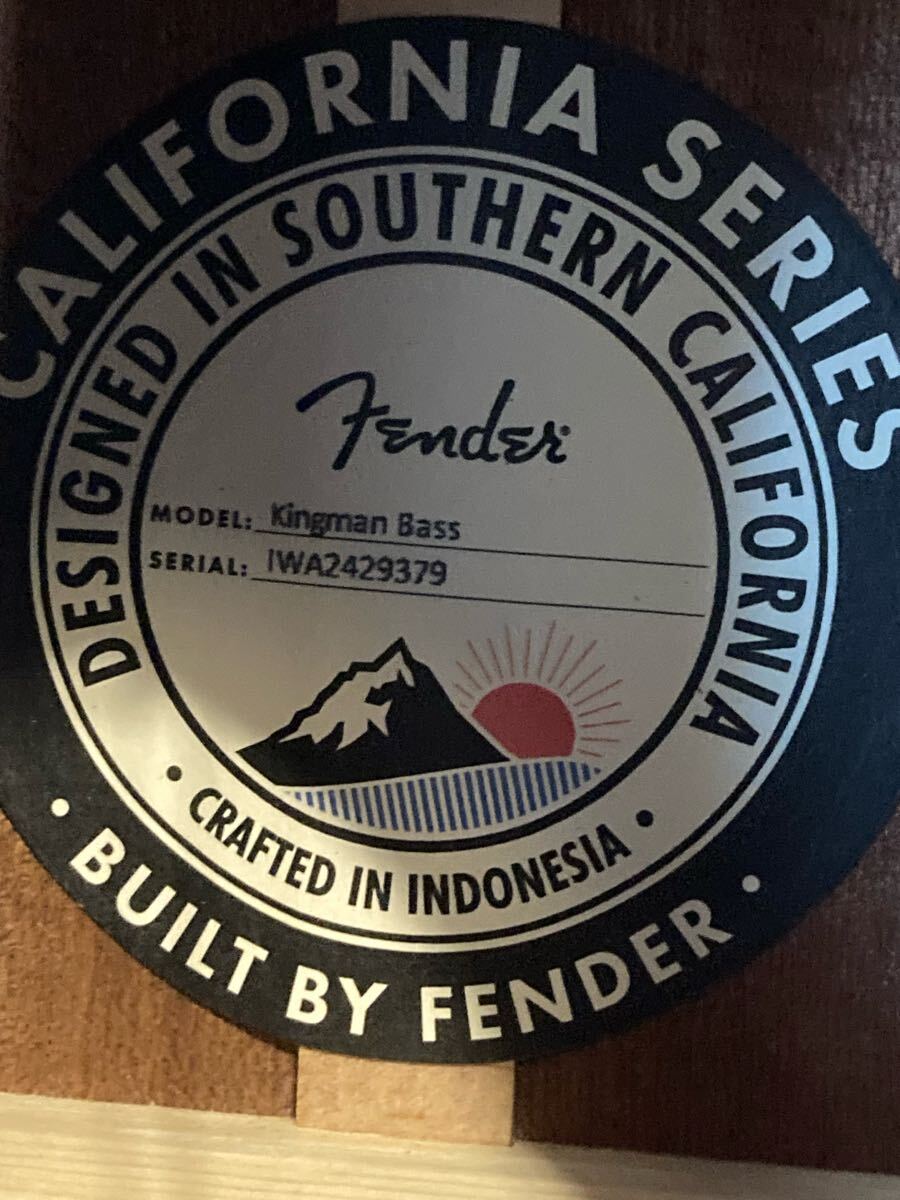 CALIFORNIA SERIES
DESIGNED IN SOUTHERN CALIFORNIA
Fender
MODEL: Kingman Bass
SERIAL: IWA2429379
• CRAFTED IN INDONESIA •
• BUILT BY FENDER •